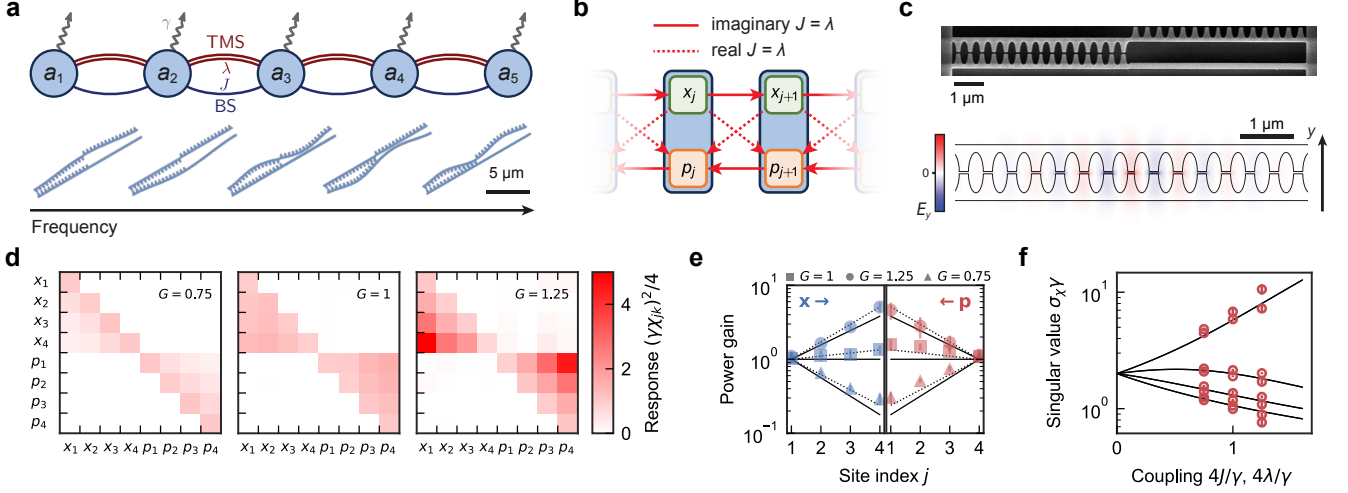 a
γ
TMS
λ
J
BS
a1
a2
a3
a4
a5
5 μm
Frequency
b
imaginary J = λ
real J = λ
xj
xj+1
pj
pj+1
c
1 μm
1 μm
y
0
Ey
d
x1
x2
x3
x4
p1
p2
p3
p4
G = 0.75
G = 1
G = 1.25
x1 x2 x3 x4 p1 p2 p3 p4
x1 x2 x3 x4 p1 p2 p3 p4
x1 x2 x3 x4 p1 p2 p3 p4
4
2
0
Response (γχjk)²/4
e
G = 1 G = 1.25 G = 0.75
x →
← p
10¹
10⁰
10⁻¹
Power gain
1 2 3 4 1 2 3 4
Site index j
f
10¹
10⁰
Singular value σχγ
0 1
Coupling 4J/γ, 4λ/γ